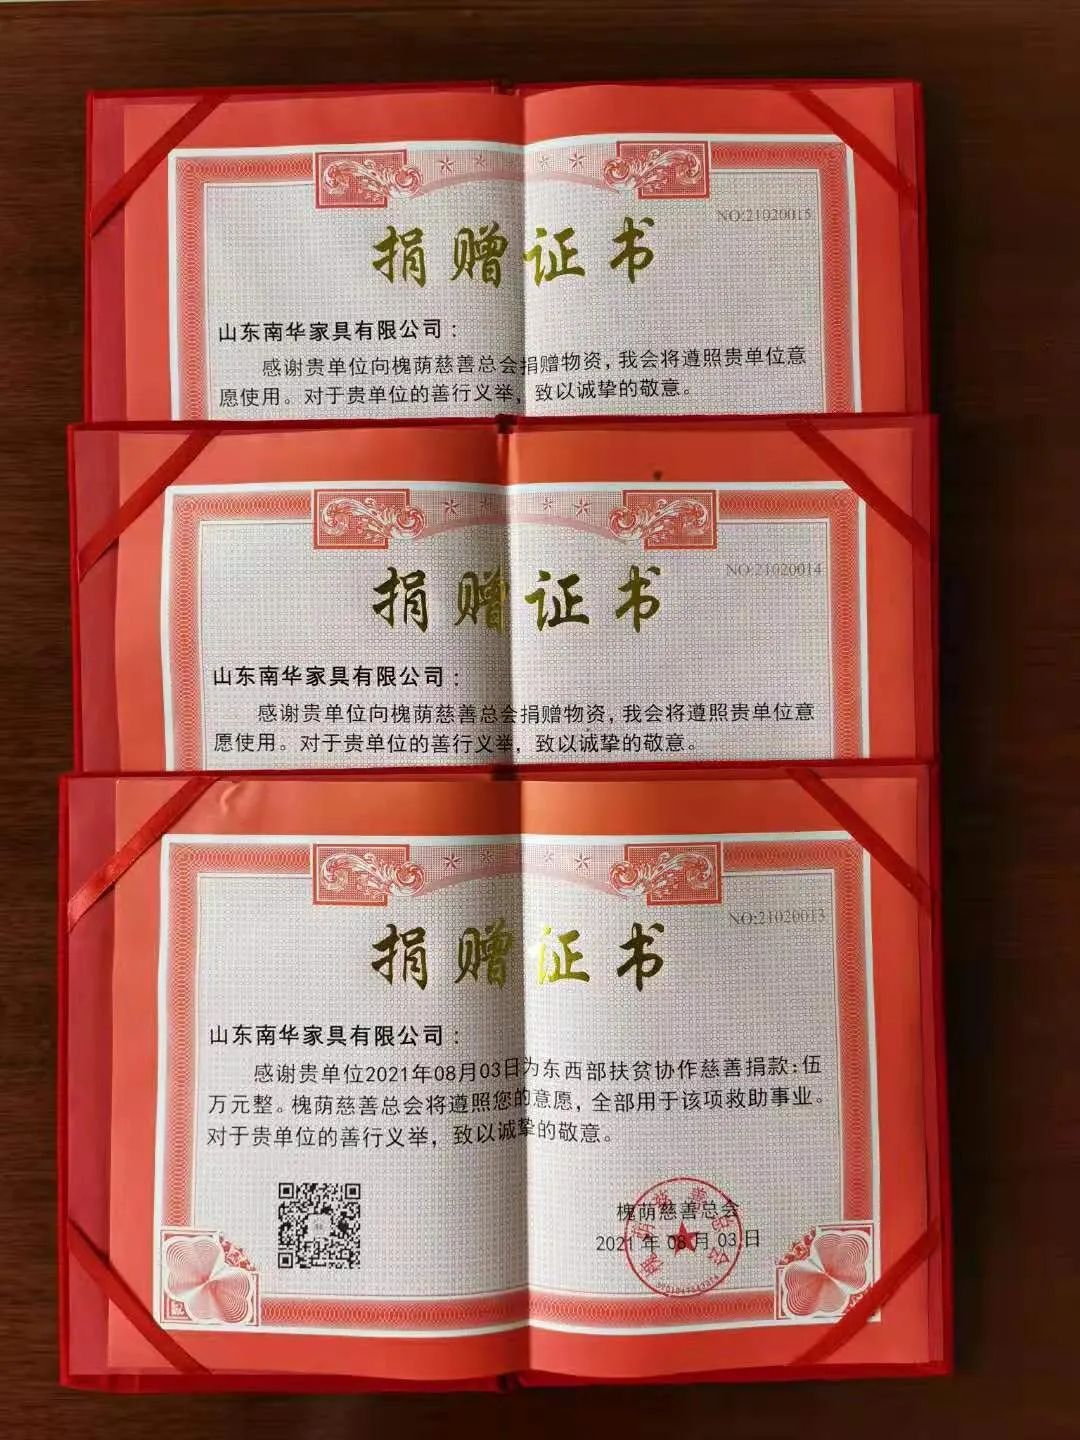 NO:21020015
捐赠证书
山东南华家具有限公司:
感谢贵单位向槐荫慈善总会捐赠物资,我会将遵照贵单位意
愿使用。对于贵单位的善行义举,致以诚挚的敬意。
NO:21020014
捐赠证书
山东南华家具有限公司:
感谢贵单位向槐荫慈善总会捐赠物资,我会将遵照贵单位意
愿使用。对于贵单位的善行义举,致以诚挚的敬意。
NO:21020013
捐赠证书
山东南华家具有限公司:
感谢贵单位2021年08月03日为东西部扶贫协作慈善捐款:伍
万元整。槐荫慈善总会将遵照您的意愿,全部用于该项救助事业。
对于贵单位的善行义举,致以诚挚的敬意。
槐荫慈善总会
2021年08月03日